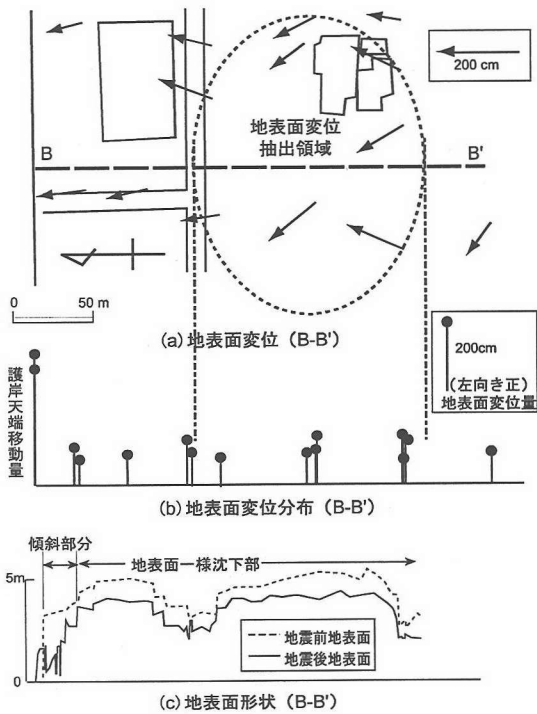 200 cm
地表面変位
抽出領域
B
B'
0
50 m
(a) 地表面変位 (B-B')
護岸天端移動量
200cm
(左向き正)
地表面変位量
(b) 地表面変位分布 (B-B')
傾斜部分
地表面一様沈下部
5m
地震前地表面
地震後地表面
0
(c) 地表面形状 (B-B')